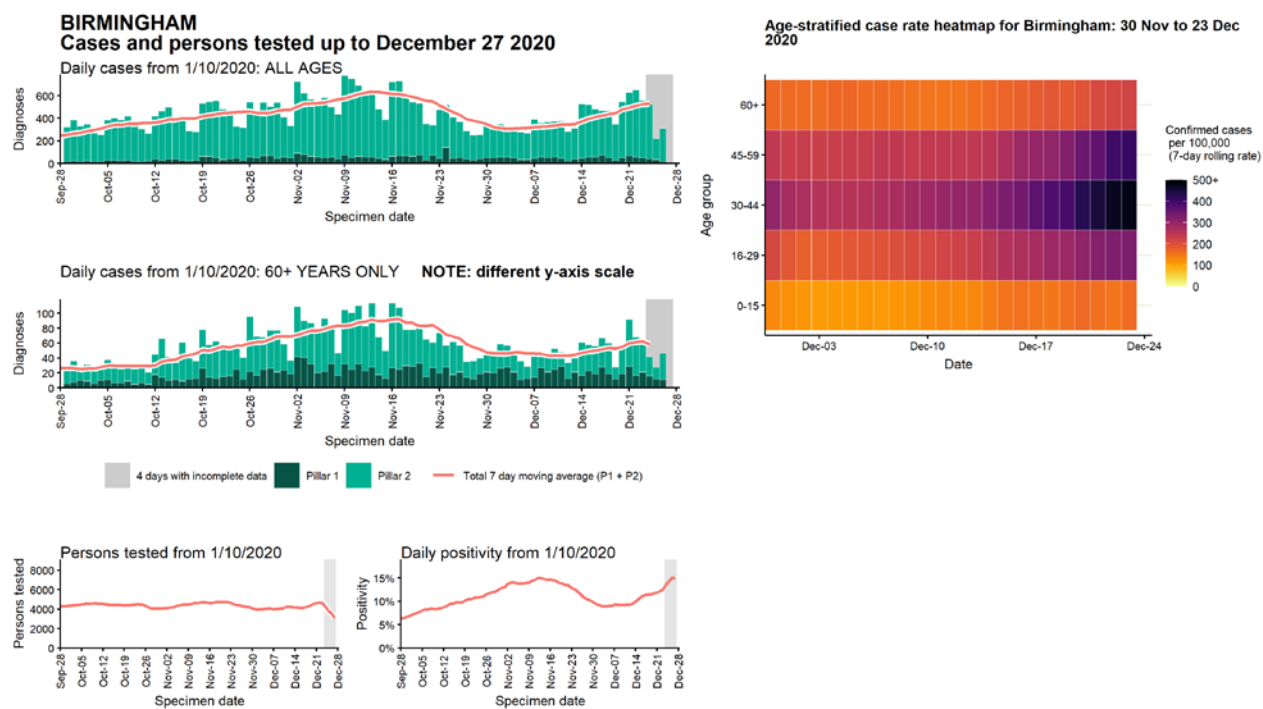 BIRMINGHAM
Cases and persons tested up to December 27 2020
Daily cases from 1/10/2020: ALL AGES
Diagnoses
600
400
200
0
Sep-28 Oct-05 Oct-12 Oct-19 Oct-26 Nov-02 Nov-09 Nov-16 Nov-23 Nov-30 Dec-07 Dec-14 Dec-21 Dec-28
Specimen date
Daily cases from 1/10/2020: 60+ YEARS ONLY NOTE: different y-axis scale
Diagnoses
100
80
60
40
20
0
Sep-28 Oct-05 Oct-12 Oct-19 Oct-26 Nov-02 Nov-09 Nov-16 Nov-23 Nov-30 Dec-07 Dec-14 Dec-21 Dec-28
Specimen date
4 days with incomplete data Pillar 1 Pillar 2 Total 7 day moving average (P1 + P2)
Persons tested from 1/10/2020
Persons tested
8000
6000
4000
2000
0
Sep-28 Oct-05 Oct-12 Oct-19 Oct-26 Nov-02 Nov-09 Nov-16 Nov-23 Nov-30 Dec-07 Dec-14 Dec-21 Dec-28
Specimen date
Daily positivity from 1/10/2020
Positivity
15%
10%
5%
0%
Sep-28 Oct-05 Oct-12 Oct-19 Oct-26 Nov-02 Nov-09 Nov-16 Nov-23 Nov-30 Dec-07 Dec-14 Dec-21 Dec-28
Specimen date
Age-stratified case rate heatmap for Birmingham: 30 Nov to 23 Dec
2020
Age group
60+
45-59
30-44
16-29
0-15
Dec-03 Dec-10 Dec-17 Dec-24
Date
Confirmed cases
per 100,000
(7-day rolling rate)
500+
400
300
200
100
0